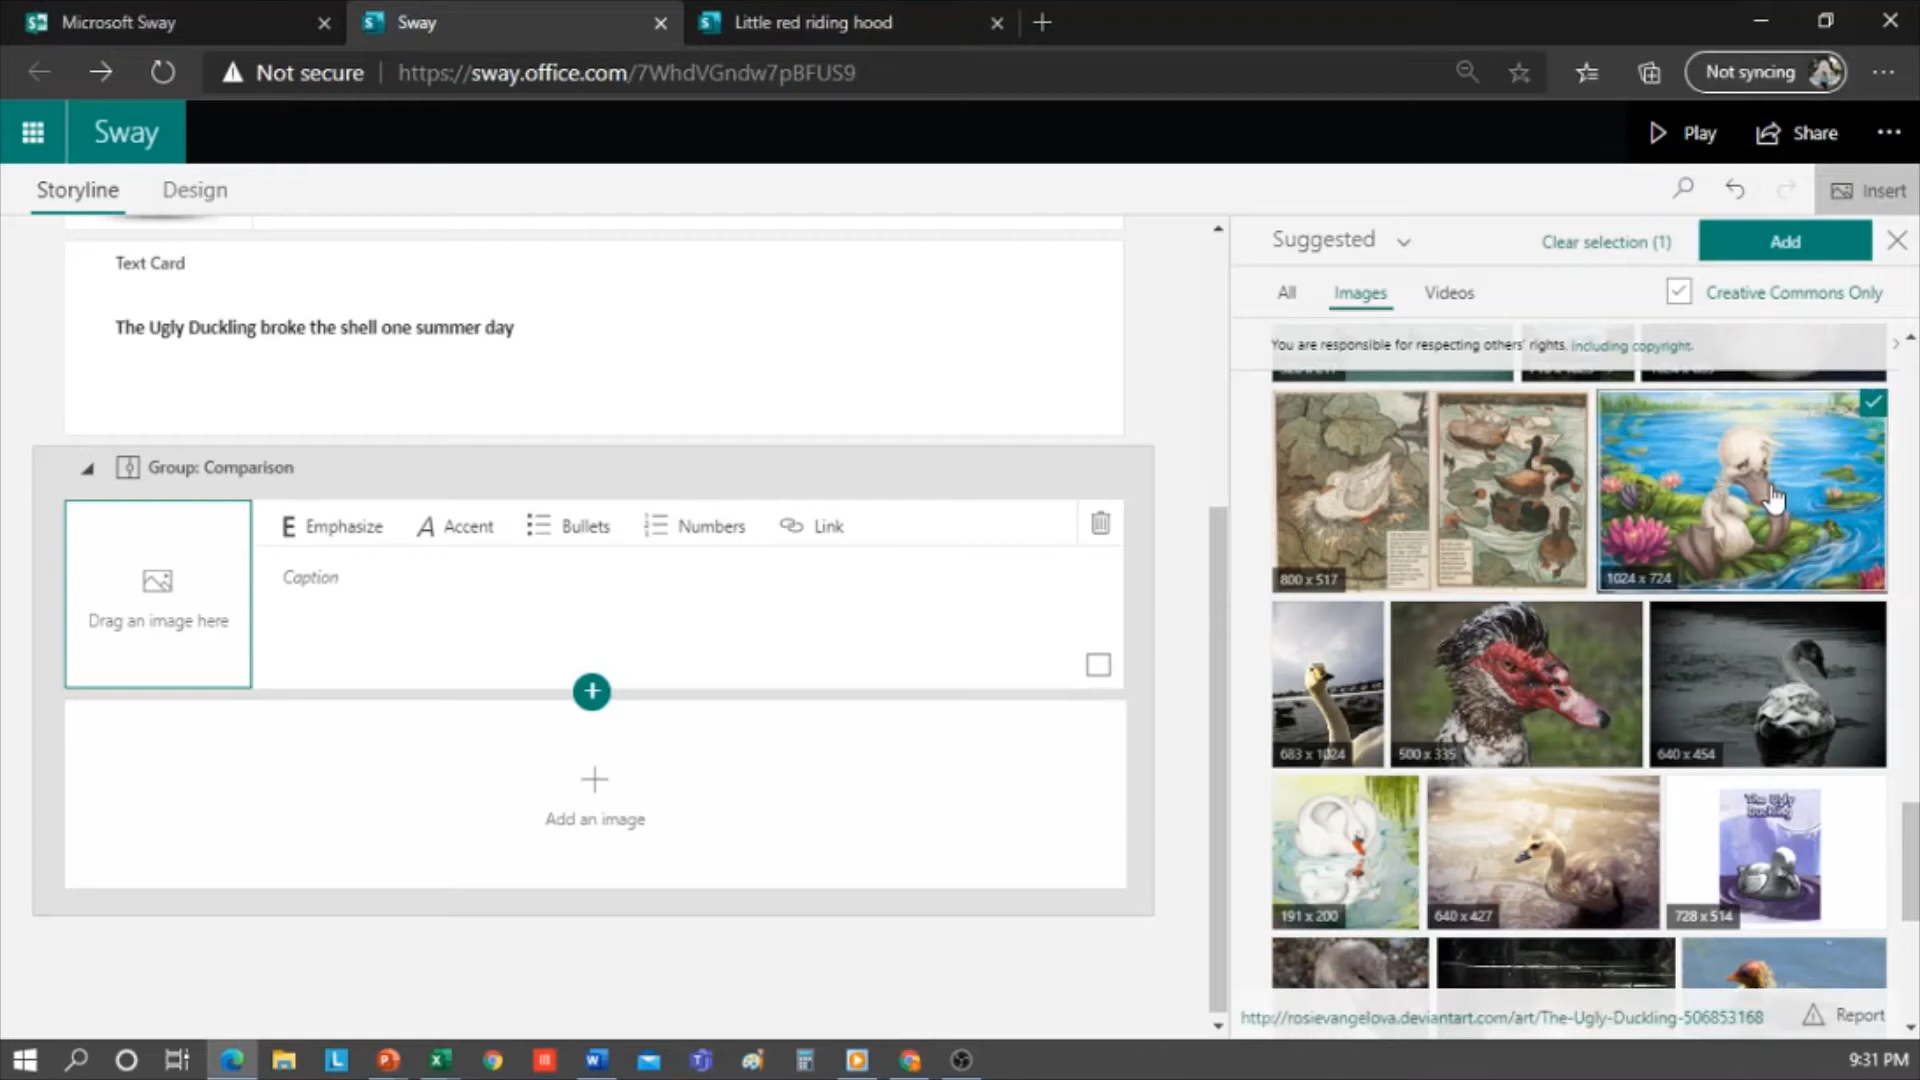 Microsoft Sway
Sway
Little red riding hood
Not secure
https://sway.office.com/7WhdVGndw7pBFUS9
Not syncing
Sway
Play
Share
Storyline
Design
Insert
Suggested
Clear selection (1)
Add
All
Images
Videos
Creative Commons Only
You are responsible for respecting others' rights, including copyright.
Text Card
The Ugly Duckling broke the shell one summer day
Group: Comparison
E Emphasize
A Accent
Bullets
Numbers
Link
Caption
Drag an image here
Add an image
800 x 517
1024 x 724
683 x 1024
500 x 335
640 x 454
191 x 200
640 x 427
The Ugly
Duckling
728 x 514
http://rosievangelova.deviantart.com/art/The-Ugly-Duckling-506853168
Report
9:31 PM